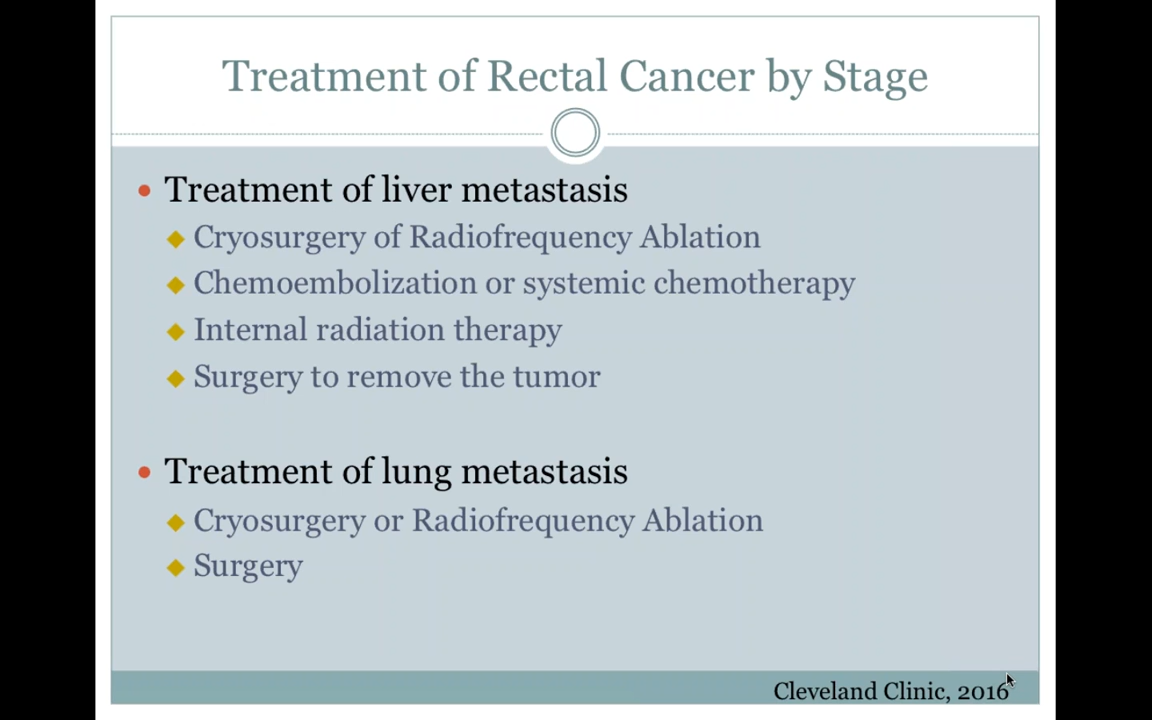 Treatment of Rectal Cancer by Stage
Treatment of liver metastasis
Cryosurgery of Radiofrequency Ablation
Chemoembolization or systemic chemotherapy
Internal radiation therapy
Surgery to remove the tumor
Treatment of lung metastasis
Cryosurgery or Radiofrequency Ablation
Surgery
Cleveland Clinic, 2016